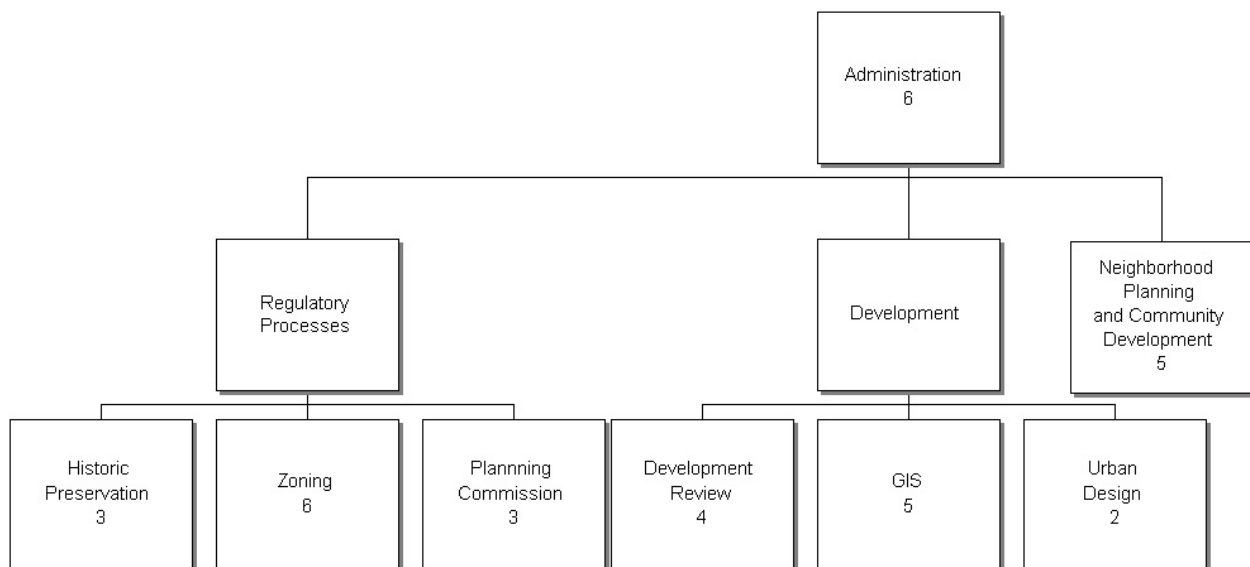 Administration
6
Regulatory
Processes
Development
Neighborhood
Planning
and Community
Development
5
Historic
Preservation
3
Zoning
6
Plannning
Commission
3
Development
Review
4
GIS
5
Urban
Design
2